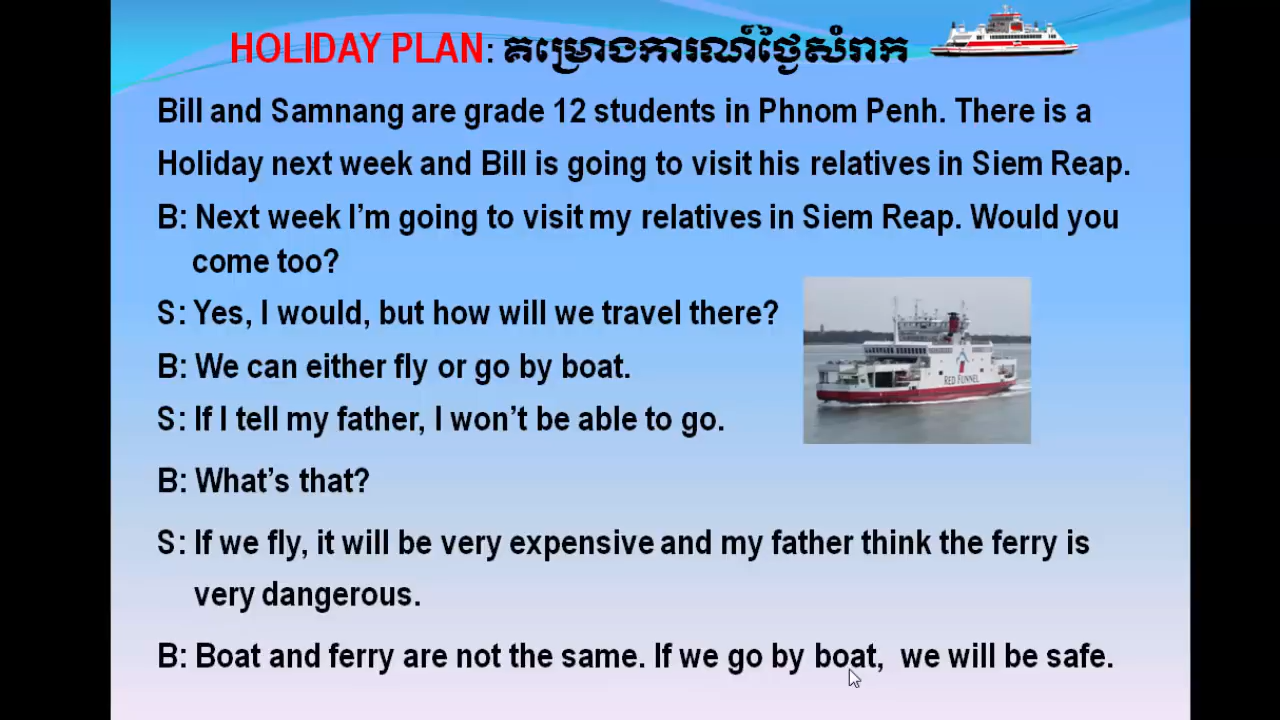 HOLIDAY PLAN: គម្រោងការណ៍ថ្ងៃសំរាក
Bill and Samnang are grade 12 students in Phnom Penh. There is a
Holiday next week and Bill is going to visit his relatives in Siem Reap.
B: Next week I’m going to visit my relatives in Siem Reap. Would you
come too?
S: Yes, I would, but how will we travel there?
B: We can either fly or go by boat.
S: If I tell my father, I won’t be able to go.
B: What’s that?
S: If we fly, it will be very expensive and my father think the ferry is
very dangerous.
B: Boat and ferry are not the same. If we go by boat,  we will be safe.
RED FUNNEL